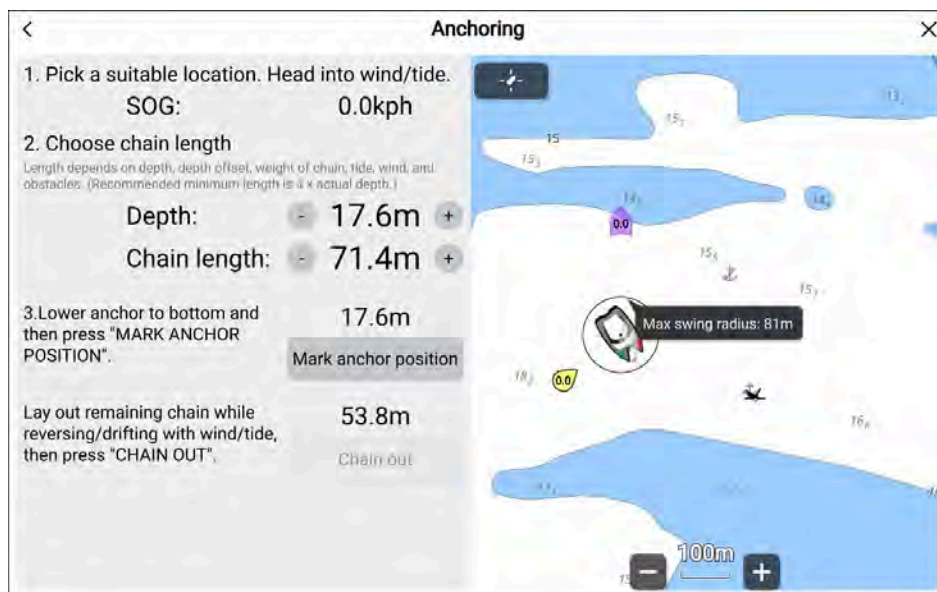 Anchoring
1. Pick a suitable location. Head into wind/tide.
SOG: 0.0kph
2. Choose chain length
Length depends on depth, depth offset, weight of chain, tide, wind, and
obstacles. (Recommended minimum length is 4 x actual depth.)
Depth: - 17.6m +
Chain length: - 71.4m +
3.Lower anchor to bottom and
then press "MARK ANCHOR
POSITION".
17.6m
Mark anchor position
Lay out remaining chain while
reversing/drifting with wind/tide,
then press "CHAIN OUT".
53.8m
Chain out
15
15₃
0.0
15₆
15₇
Max swing radius: 81m
0.0
16₆
100m